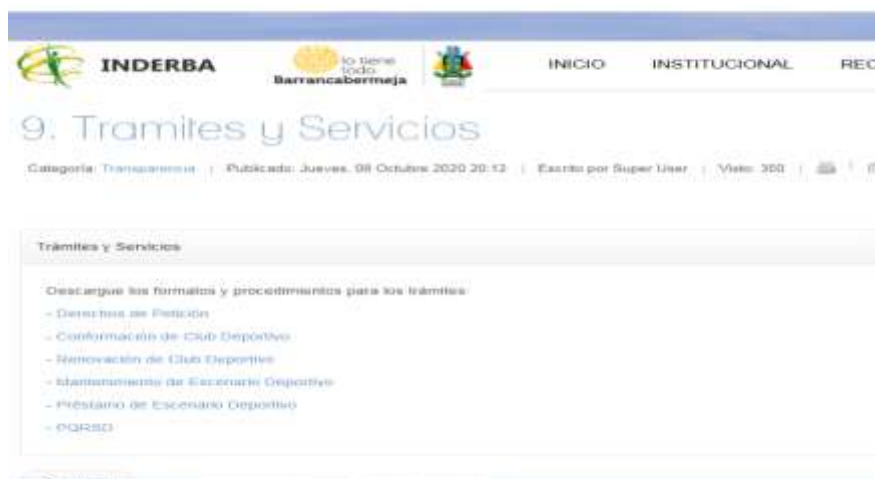 INDERBA
lo tiene
todo
Barrancabermeja
INICIO INSTITUCIONAL REC
9. Tramites y Servicios
Categoría: Transparencia | Publicado: Jueves, 08 Octubre 2020 20:12 | Escrito por Super User | Visto: 350
Trámites y Servicios
Descargue los formatos y procedimientos para los trámites
- Derechos de Petición
- Conformación de Club Deportivo
- Renovación de Club Deportivo
- Mantenimiento de Escenario Deportivo
- Préstamo de Escenario Deportivo
- PQRSD